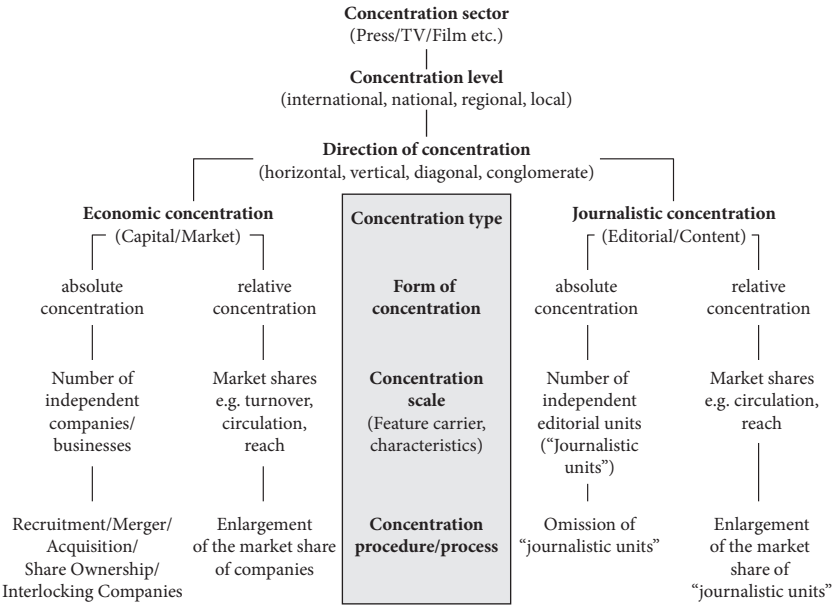 Concentration sector
(Press/TV/Film etc.)
Concentration level
(international, national, regional, local)
Direction of concentration
(horizontal, vertical, diagonal, conglomerate)
Economic concentration
(Capital/Market)
Concentration type
Journalistic concentration
(Editorial/Content)
absolute
concentration
relative
concentration
Form of
concentration
absolute
concentration
relative
concentration
Number of
independent
companies/
businesses
Market shares
e.g. turnover,
circulation,
reach
Concentration
scale
(Feature carrier,
characteristics)
Number of
independent
editorial units
(“Journalistic
units”)
Market shares
e.g. circulation,
reach
Recruitment/Merger/
Acquisition/
Share Ownership/
Interlocking Companies
Enlargement
of the market share
of companies
Concentration
procedure/process
Omission of
“journalistic units”
Enlargement
of the market
share of
“journalistic units”